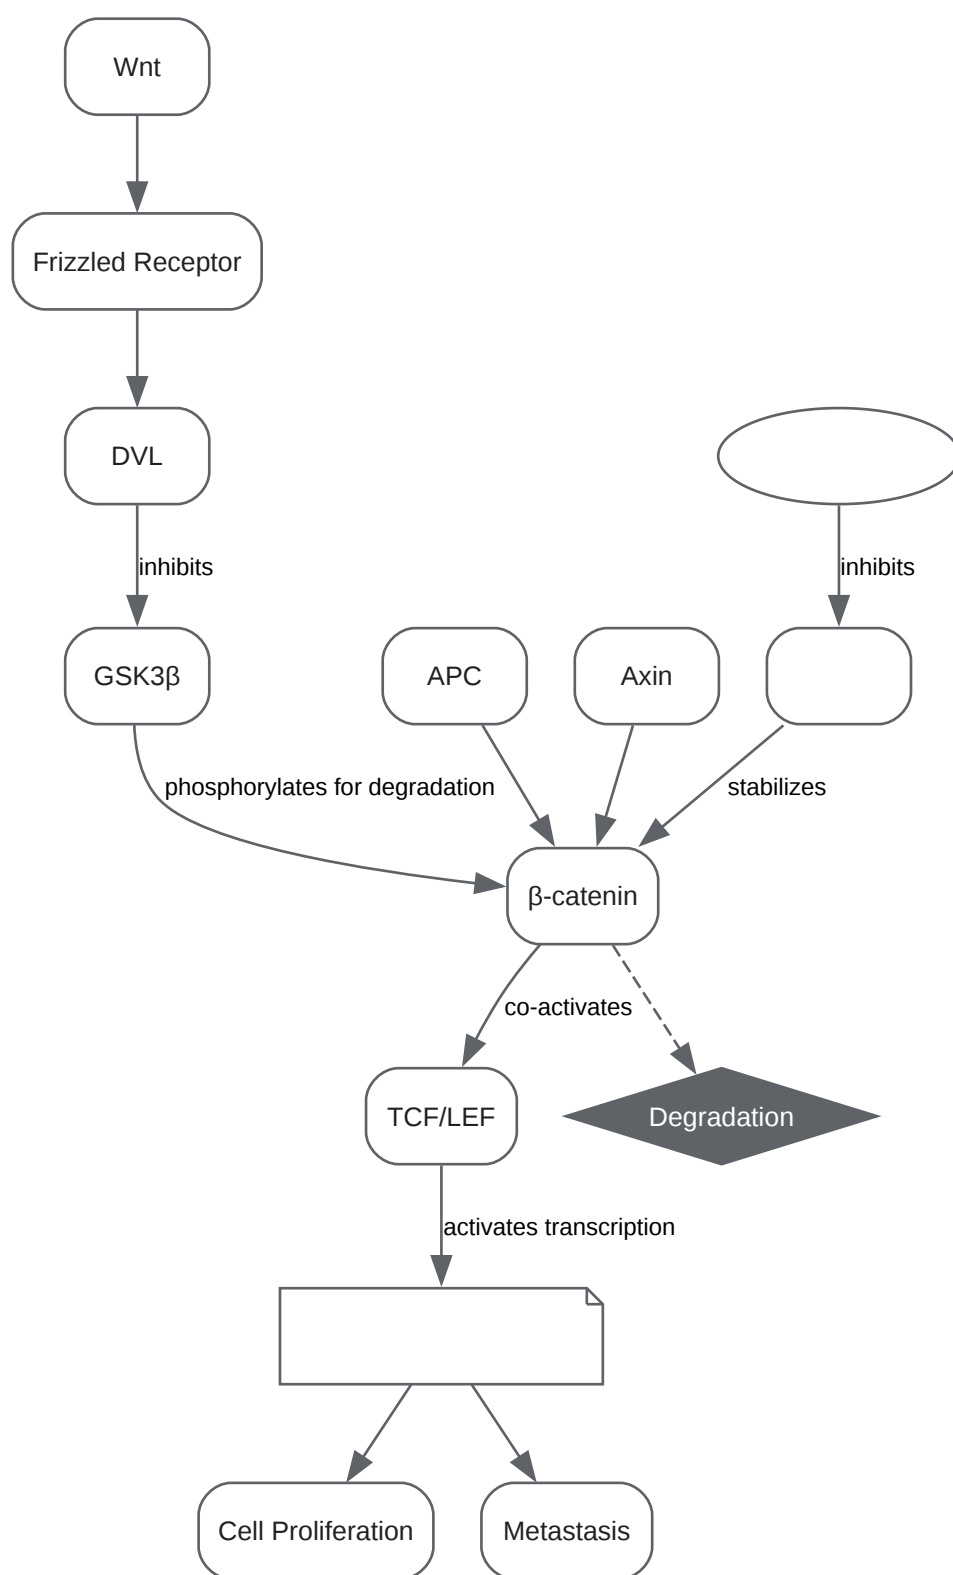 Wnt
Frizzled Receptor
DVL
inhibits
inhibits
GSK3β
APC
Axin
phosphorylates for degradation
stabilizes
β-catenin
co-activates
TCF/LEF
Degradation
activates transcription
Cell Proliferation
Metastasis